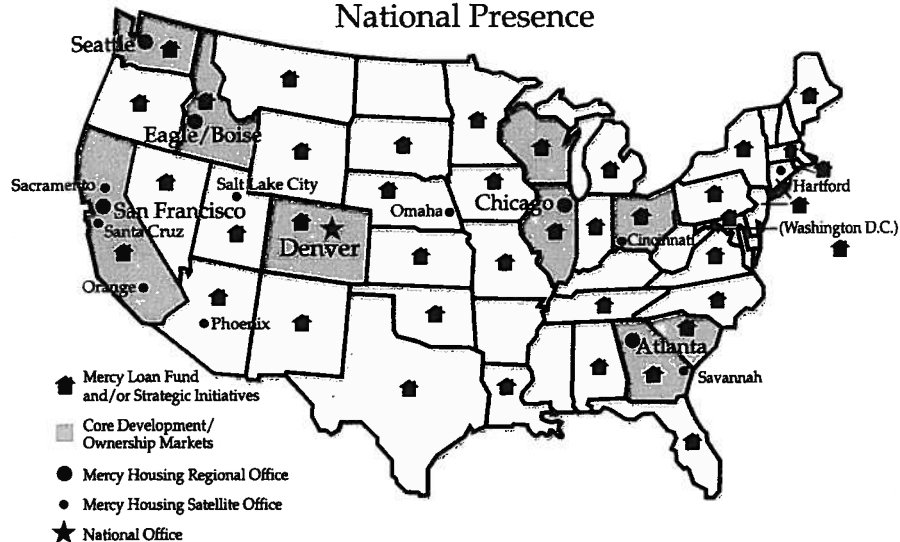 National Presence
Seattle
Eagle/Boise
Sacramento
Salt Lake City
San Francisco
Omaha
Chicago
Hartford
Santa Cruz
Denver
Cincinnati
(Washington D.C.)
Orange
Phoenix
Atlanta
Savannah
Mercy Loan Fund
and/or Strategic Initiatives
Core Development/
Ownership Markets
Mercy Housing Regional Office
Mercy Housing Satellite Office
National Office